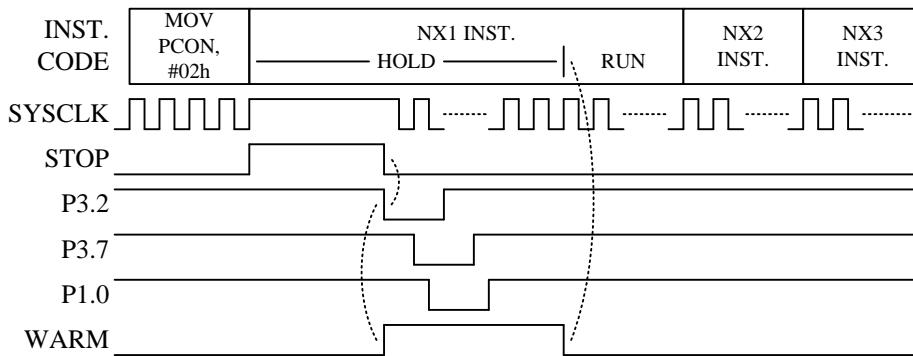 INST.
CODE
MOV
PCON,
#02h
NX1 INST.
HOLD
RUN
NX2
INST.
NX3
INST.
SYSCLK
STOP
P3.2
P3.7
P1.0
WARM